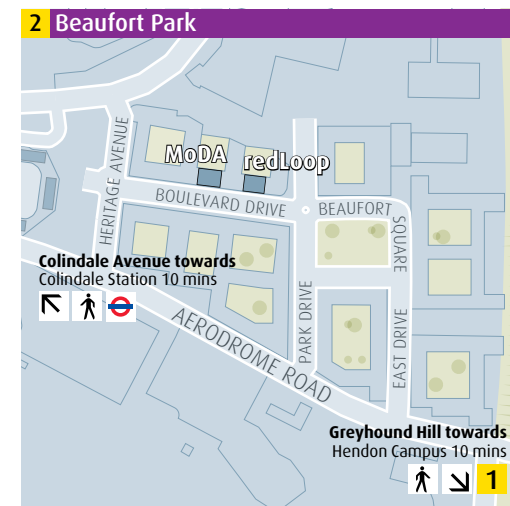 2 Beaufort Park
MoDA
redLoop
HERITAGE AVENUE
BOULEVARD DRIVE
BEAUFORT
SQUARE
Colindale Avenue towards
Colindale Station 10 mins
PARK DRIVE
EAST DRIVE
AERODROME ROAD
Greyhound Hill towards
Hendon Campus 10 mins
1